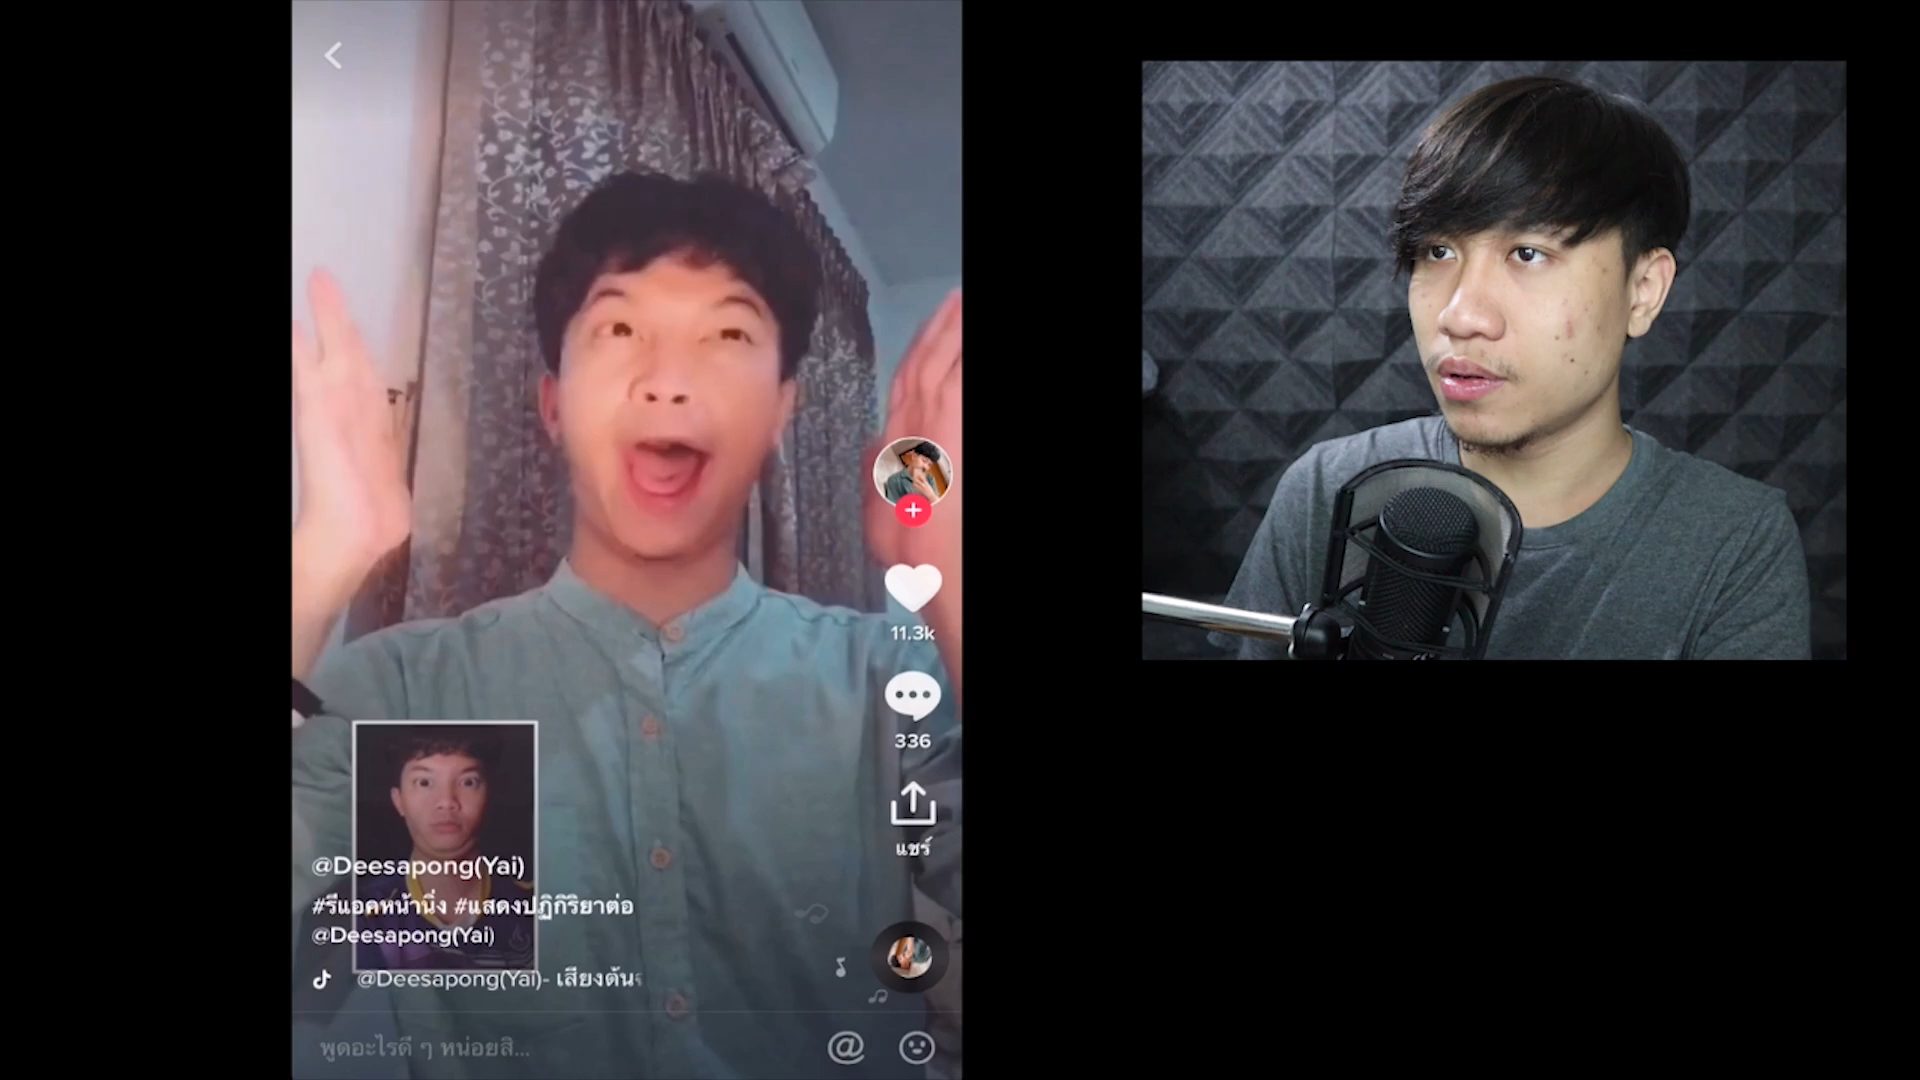 11.3k
336
แชร์
@Deesapong(Yai)
#รีแอคหน้านิ่ง #แสดงปฏิกิริยาต่อ
@Deesapong(Yai)
@Deesapong(Yai)- เสียงต้น
พูดอะไรดี ๆ หน่อยสิ...